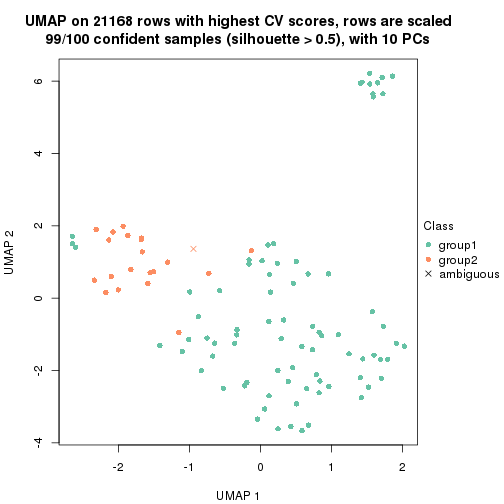 UMAP on 21168 rows with highest CV scores, rows are scaled
99/100 confident samples (silhouette > 0.5), with 10 PCs
6
4
2
0
-2
-4
UMAP 2
-2
-1
0
1
2
UMAP 1
Class
group1
group2
ambiguous